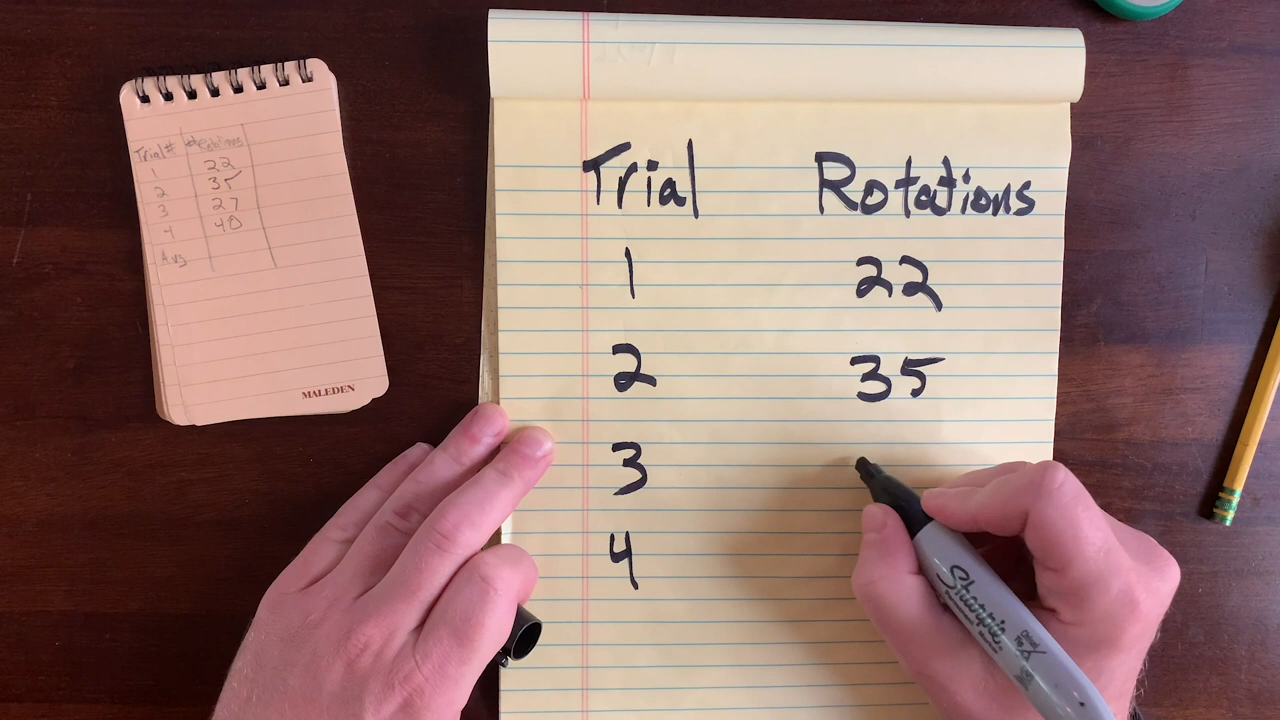 Trial # Rotations
1 22
2 35
3 27
4 40
Avg
MALEDEN
Trial Rotations
1 22
2 35
3
4
Sharpie